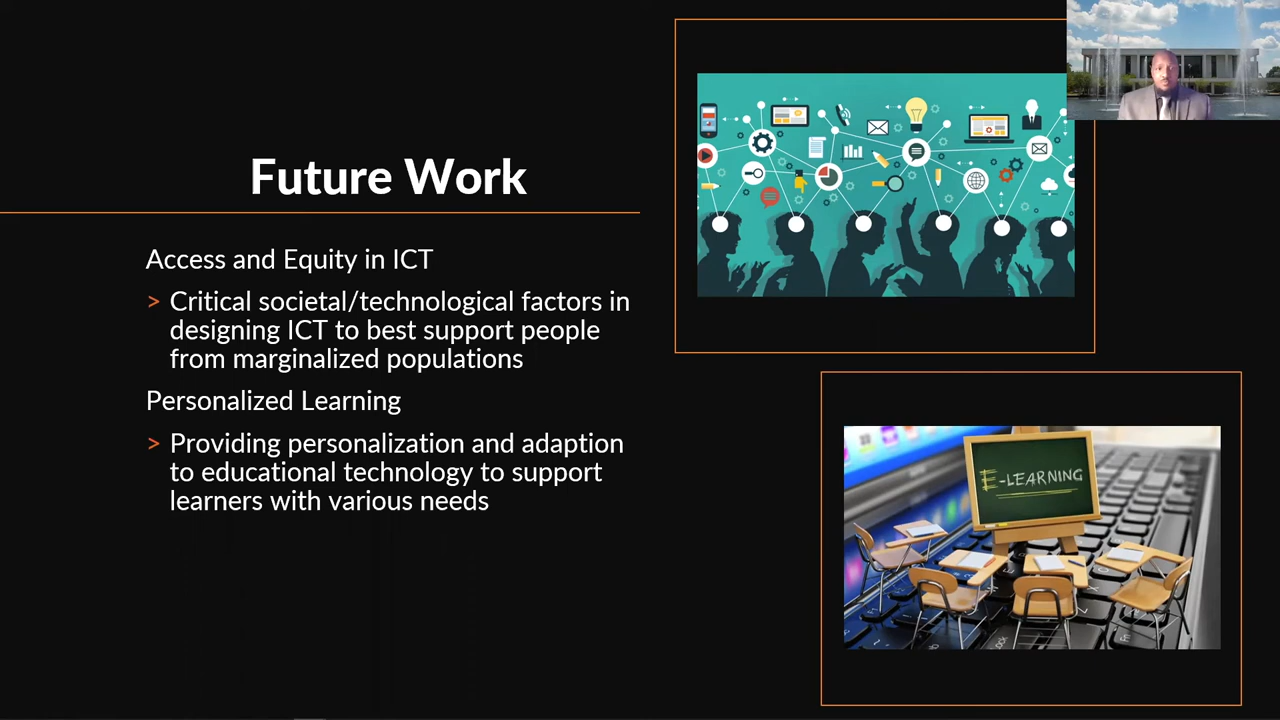 Future Work
Access and Equity in ICT
> Critical societal/technological factors in
designing ICT to best support people
from marginalized populations
Personalized Learning
> Providing personalization and adaption
to educational technology to support
learners with various needs
E-LEARNING